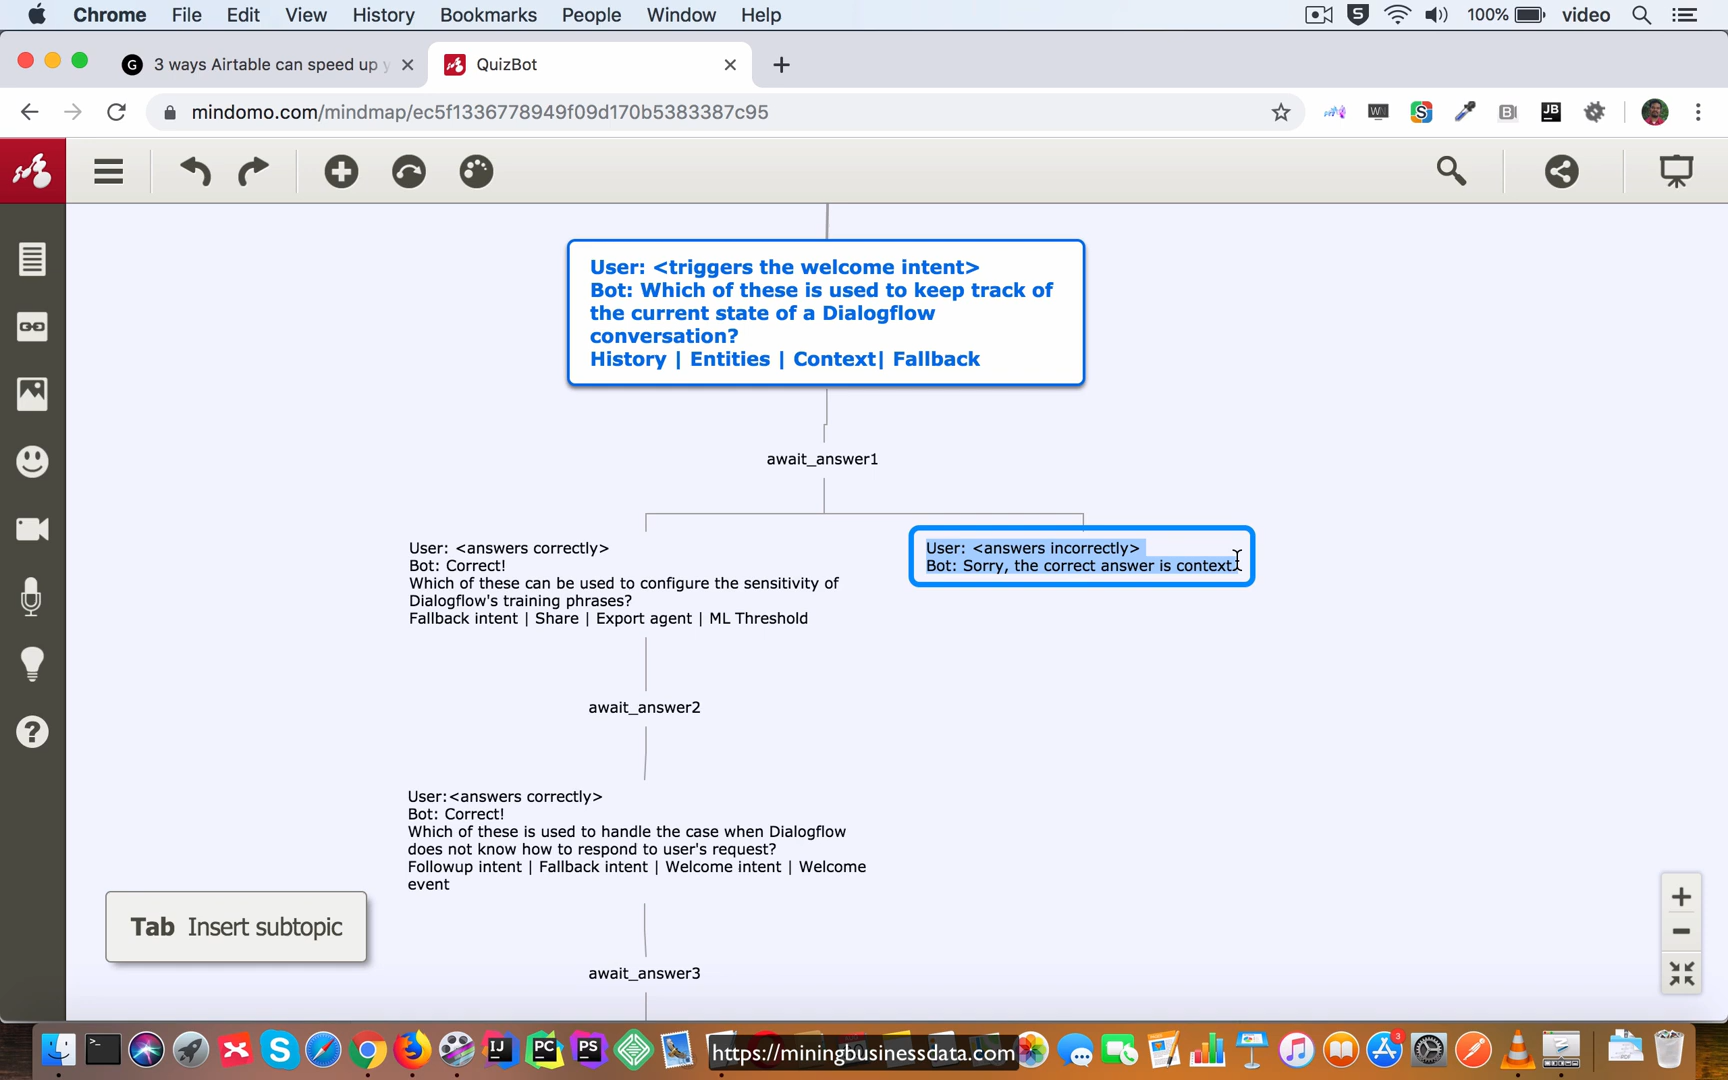 Chrome File Edit View History Bookmarks People Window Help
100% video
3 ways Airtable can speed up y
QuizBot
mindomo.com/mindmap/ec5f1336778949f09d170b5383387c95
User: <triggers the welcome intent>
Bot: Which of these is used to keep track of
the current state of a Dialogflow
conversation?
History | Entities | Context| Fallback
await_answer1
User: <answers correctly>
Bot: Correct!
Which of these can be used to configure the sensitivity of
Dialogflow's training phrases?
Fallback intent | Share | Export agent | ML Threshold
User: <answers incorrectly>
Bot: Sorry, the correct answer is context.
await_answer2
User:<answers correctly>
Bot: Correct!
Which of these is used to handle the case when Dialogflow
does not know how to respond to user's request?
Followup intent | Fallback intent | Welcome intent | Welcome
event
Tab Insert subtopic
await_answer3
https://miningbusinessdata.com